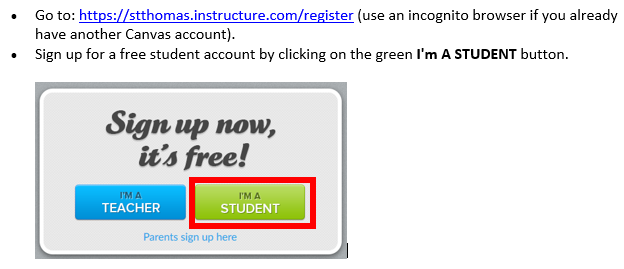 • Go to: https://stthomas.instructure.com/register (use an incognito browser if you already
have another Canvas account).
• Sign up for a free student account by clicking on the green I'm A STUDENT button.
Sign up now,
it's free!
I'M A
TEACHER
I'M A
STUDENT
Parents sign up here